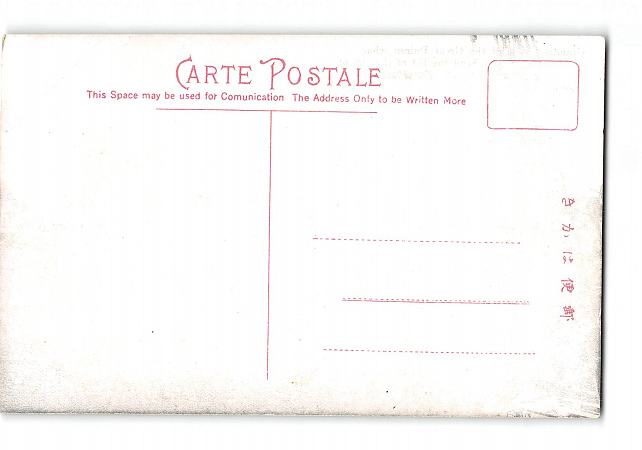 CARTE POSTALE
This Space may be used for Comunication The Address Only to be Written More
きかは便郵